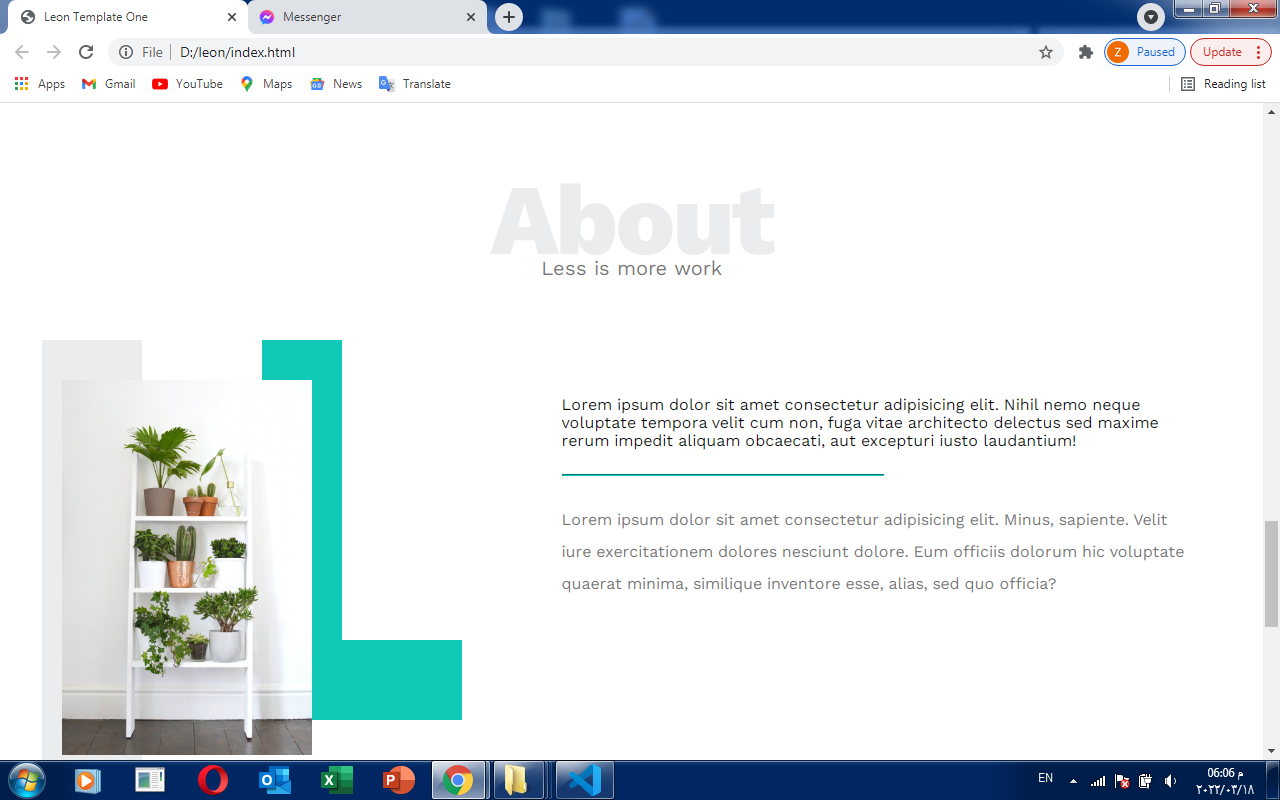 Leon Template One
Messenger
File
D:/leon/index.html
Z
Paused
Update
Apps
Gmail
YouTube
Maps
News
Translate
Reading list
About
Less is more work
Lorem ipsum dolor sit amet consectetur adipisicing elit. Nihil nemo neque
voluptate tempora velit cum non, fuga vitae architecto delectus sed maxime
rerum impedit aliquam obcaecati, aut excepturi iusto laudantium!
Lorem ipsum dolor sit amet consectetur adipisicing elit. Minus, sapiente. Velit
iure exercitationem dolores nesciunt dolore. Eum officiis dolorum hic voluptate
quaerat minima, similique inventore esse, alias, sed quo officia?
EN
06:06 م
٢٠٢٢/٠٣/١٨